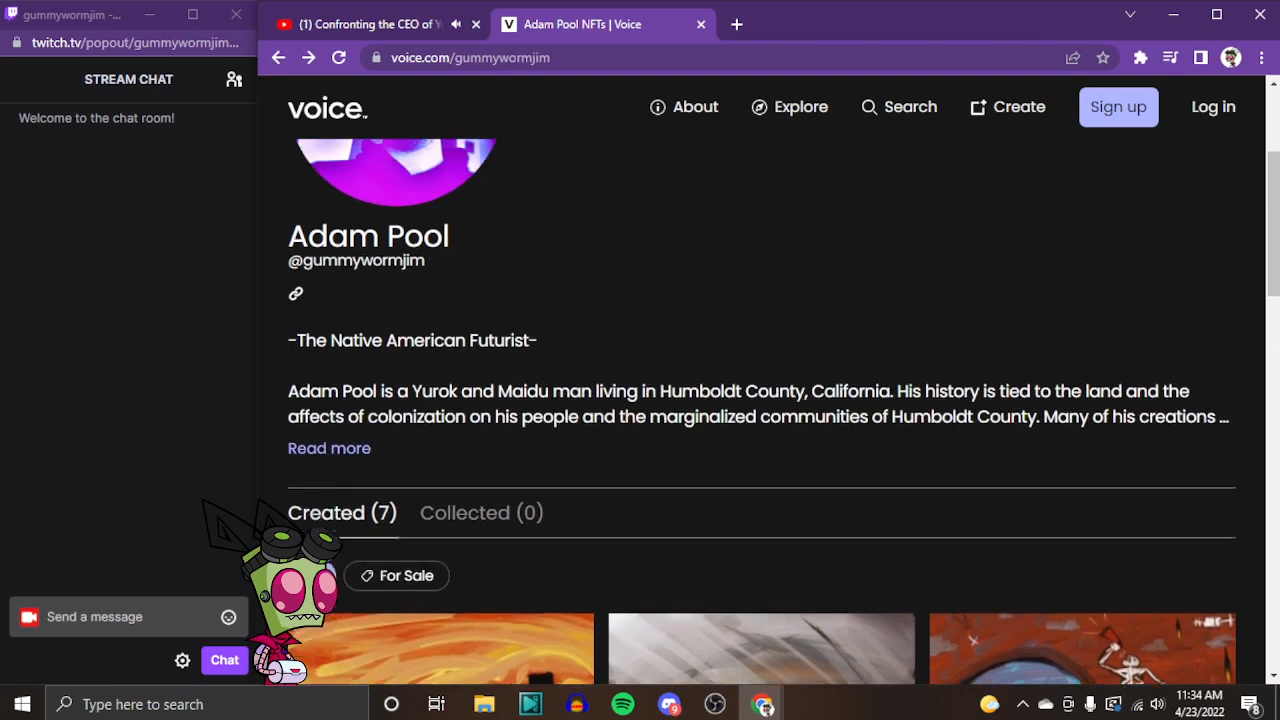 gummywormjim -...
twitch.tv/popout/gummywormjim...
STREAM CHAT
Welcome to the chat room!
Send a message
Chat
(1) Confronting the CEO of Y
V
Adam Pool NFTs | Voice
voice.com/gummywormjim
voice.
About
Explore
Search
Create
Sign up
Log in
Adam Pool
@gummywormjim
-The Native American Futurist-
Adam Pool is a Yurok and Maidu man living in Humboldt County, California. His history is tied to the land and the
affects of colonization on his people and the marginalized communities of Humboldt County. Many of his creations ...
Read more
Created (7)
Collected (0)
For Sale
Type here to search
9
11:34 AM
4/23/2022
8